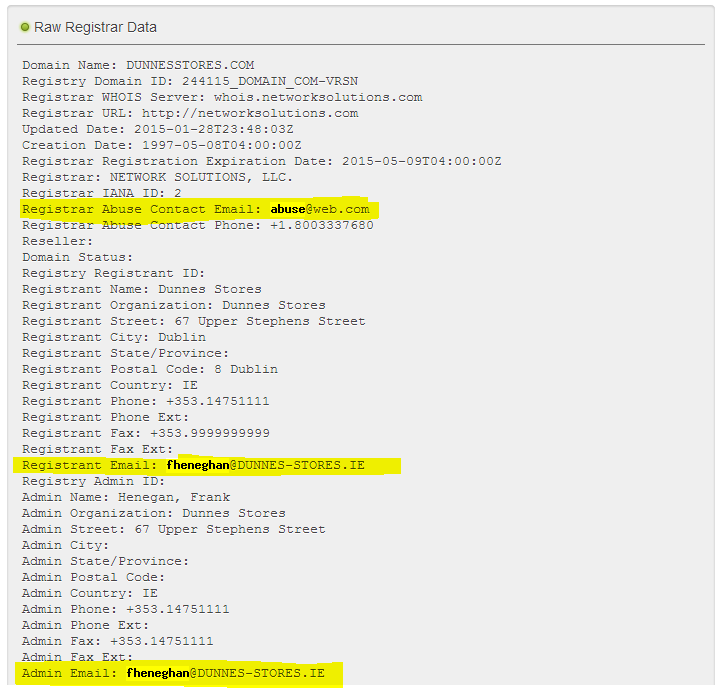 Raw Registrar Data
Domain Name: DUNNESSTORES.COM
Registry Domain ID: 244115_DOMAIN_COM-VRSN
Registrar WHOIS Server: whois.networksolutions.com
Registrar URL: http://networksolutions.com
Updated Date: 2015-01-28T23:48:03Z
Creation Date: 1997-05-08T04:00:00Z
Registrar Registration Expiration Date: 2015-05-09T04:00:00Z
Registrar: NETWORK SOLUTIONS, LLC.
Registrar IANA ID: 2
Registrar Abuse Contact Email: abuse@web.com
Registrar Abuse Contact Phone: +1.8003337680
Reseller:
Domain Status:
Registry Registrant ID:
Registrant Name: Dunnes Stores
Registrant Organization: Dunnes Stores
Registrant Street: 67 Upper Stephens Street
Registrant City: Dublin
Registrant State/Province:
Registrant Postal Code: 8 Dublin
Registrant Country: IE
Registrant Phone: +353.14751111
Registrant Phone Ext:
Registrant Fax: +353.9999999999
Registrant Fax Ext:
Registrant Email: fheneghan@DUNNES-STORES.IE
Registry Admin ID:
Admin Name: Henegan, Frank
Admin Organization: Dunnes Stores
Admin Street: 67 Upper Stephens Street
Admin City:
Admin State/Province:
Admin Postal Code:
Admin Country: IE
Admin Phone: +353.14751111
Admin Phone Ext:
Admin Fax: +353.14751111
Admin Fax Ext:
Admin Email: fheneghan@DUNNES-STORES.IE